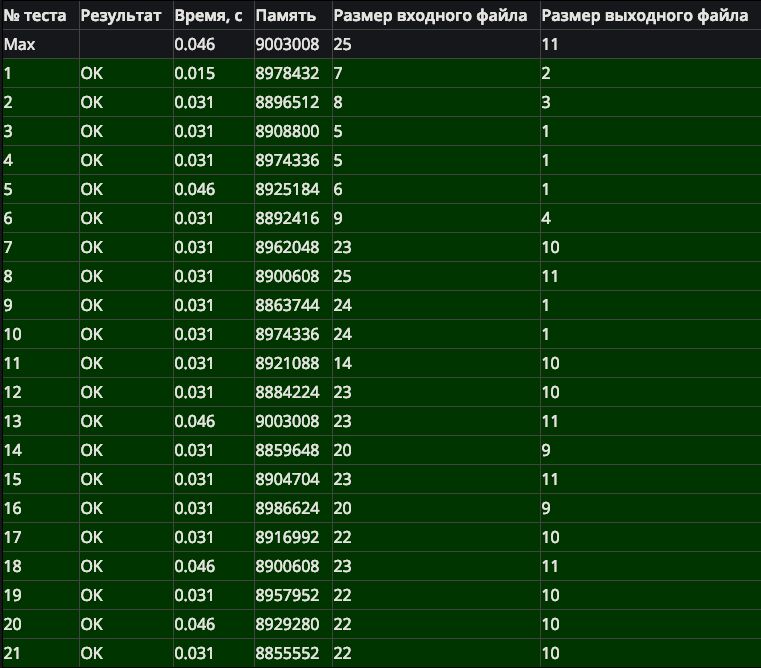 № теста Результат Время, с Память Размер входного файла Размер выходного файла
Max 0.046 9003008 25 11
1 OK 0.015 8978432 7 2
2 OK 0.031 8896512 8 3
3 OK 0.031 8908800 5 1
4 OK 0.031 8974336 5 1
5 OK 0.046 8925184 6 1
6 OK 0.031 8892416 9 4
7 OK 0.031 8962048 23 10
8 OK 0.031 8900608 25 11
9 OK 0.031 8863744 24 1
10 OK 0.031 8974336 24 1
11 OK 0.031 8921088 14 10
12 OK 0.031 8884224 23 10
13 OK 0.046 9003008 23 11
14 OK 0.031 8859648 20 9
15 OK 0.031 8904704 23 11
16 OK 0.031 8986624 20 9
17 OK 0.031 8916992 22 10
18 OK 0.046 8900608 23 11
19 OK 0.031 8957952 22 10
20 OK 0.046 8929280 22 10
21 OK 0.031 8855552 22 10